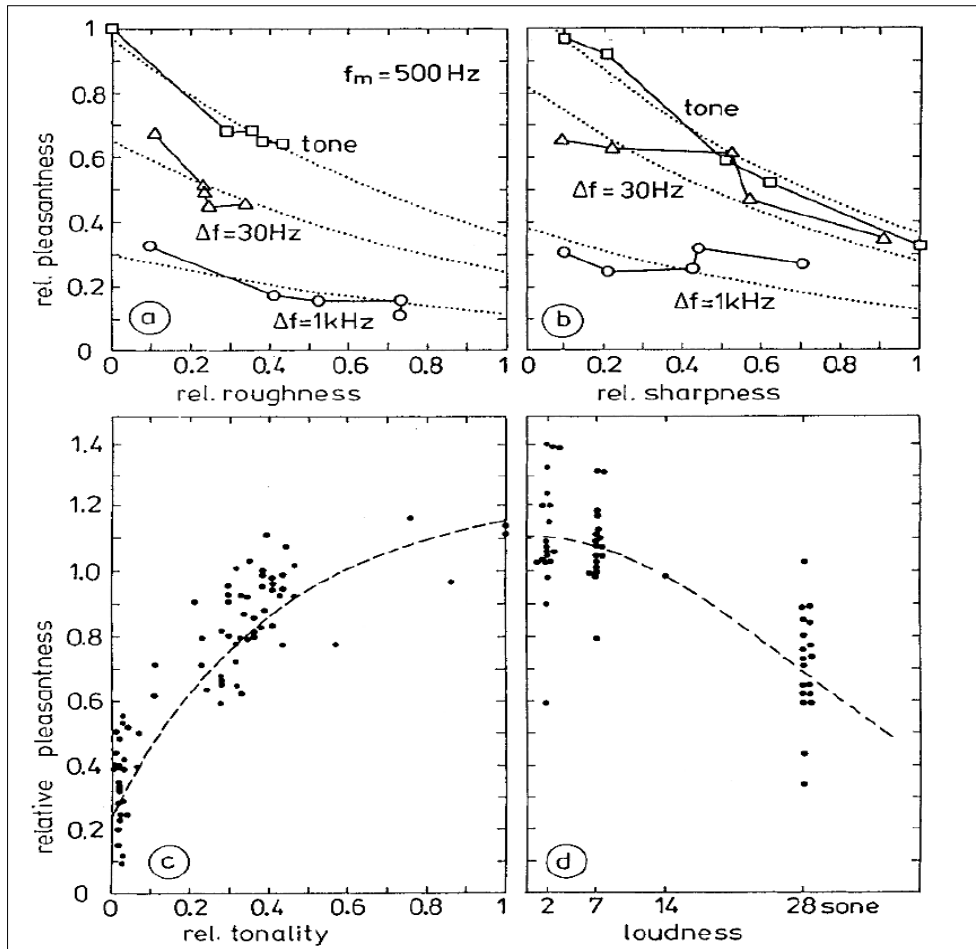 1
0.8
0.6
0.4
0.2
0
rel. pleasantness
f_m = 500 Hz
tone
Δf = 30Hz
Δf = 1kHz
a
0 0.2 0.4 0.6 0.8 1
rel. roughness
tone
Δf = 30Hz
Δf = 1kHz
b
0 0.2 0.4 0.6 0.8 1
rel. sharpness
1.4
1.2
1.0
0.8
0.6
0.4
0.2
0
relative pleasantness
c
0 0.2 0.4 0.6 0.8 1
rel. tonality
d
2 7 14 28 sone
loudness